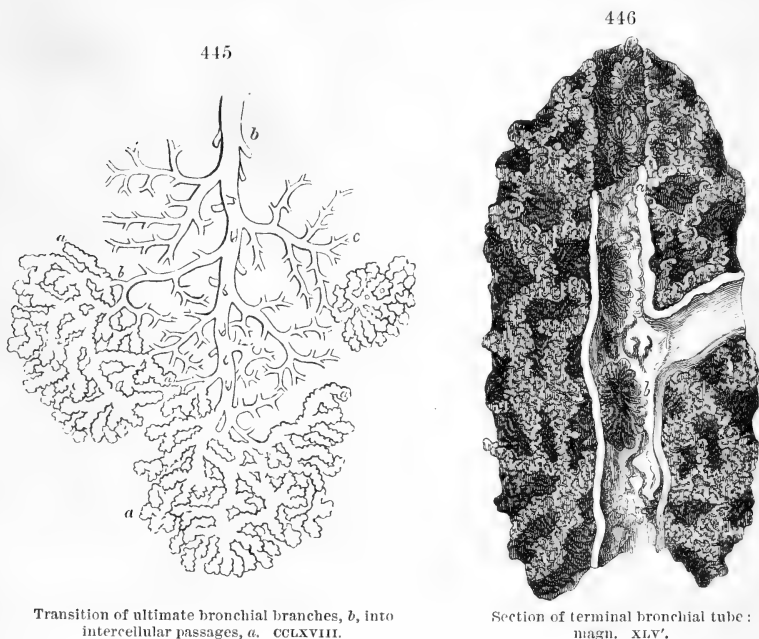 445
446
b
a
c
b
a
a
b
Transition of ultimate bronchial branches, b, into
intercellular passages, a. CCLXVIII.
Section of terminal bronchial tube:
magn. XLV'.